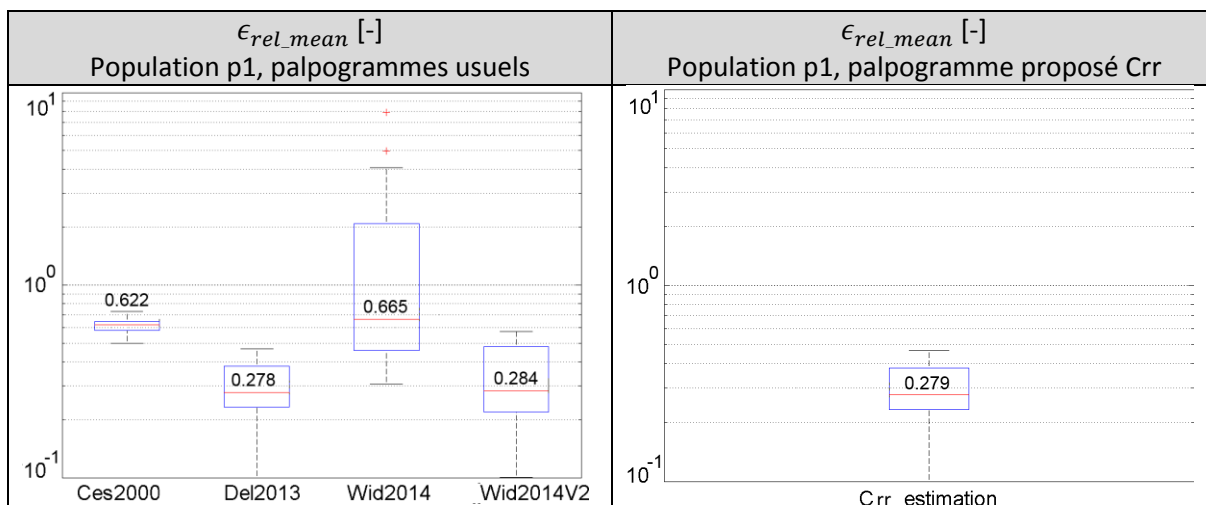 ϵrel_mean [-]
Population p1, palpogrammes usuels
ϵrel_mean [-]
Population p1, palpogramme proposé Crr
10^1
10^0
10^-1
0.622
0.278
0.665
0.284
Ces2000 Del2013 Wid2014 Wid2014V2
10^1
10^0
10^-1
0.279
Crr estimation